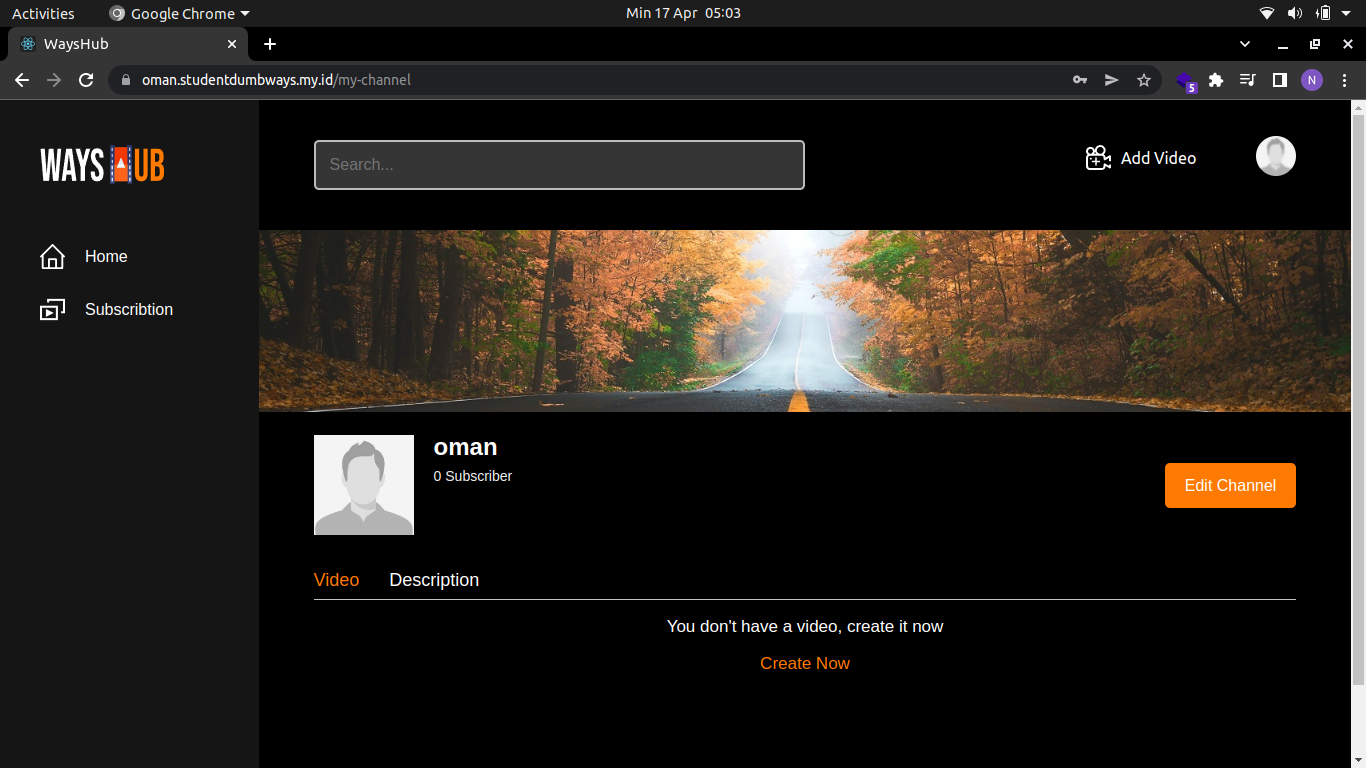 Activities
Google Chrome
Min 17 Apr 05:03
WaysHub
oman.studentdumbways.my.id/my-channel
5
N
WAYS HUB
Search...
Add Video
Home
Subscribtion
oman
0 Subscriber
Edit Channel
Video
Description
You don't have a video, create it now
Create Now